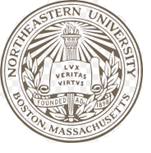 NORTHEASTERN UNIVERSITY
LVX
VERITAS
VIRTVS
FOUNDED A.D. 1898
BOSTON, MASSACHUSETTS